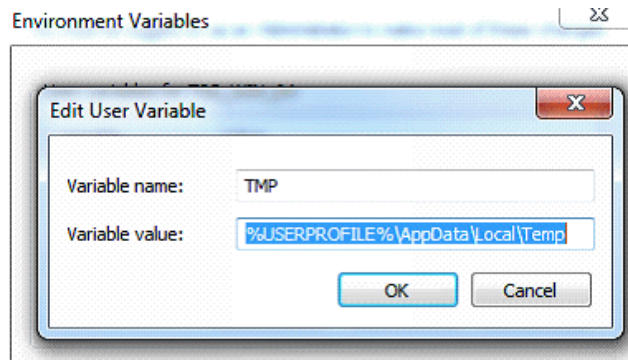 Environment Variables
Edit User Variable
Variable name:
TMP
Variable value:
%USERPROFILE%\AppData\Local\Temp
OK
Cancel